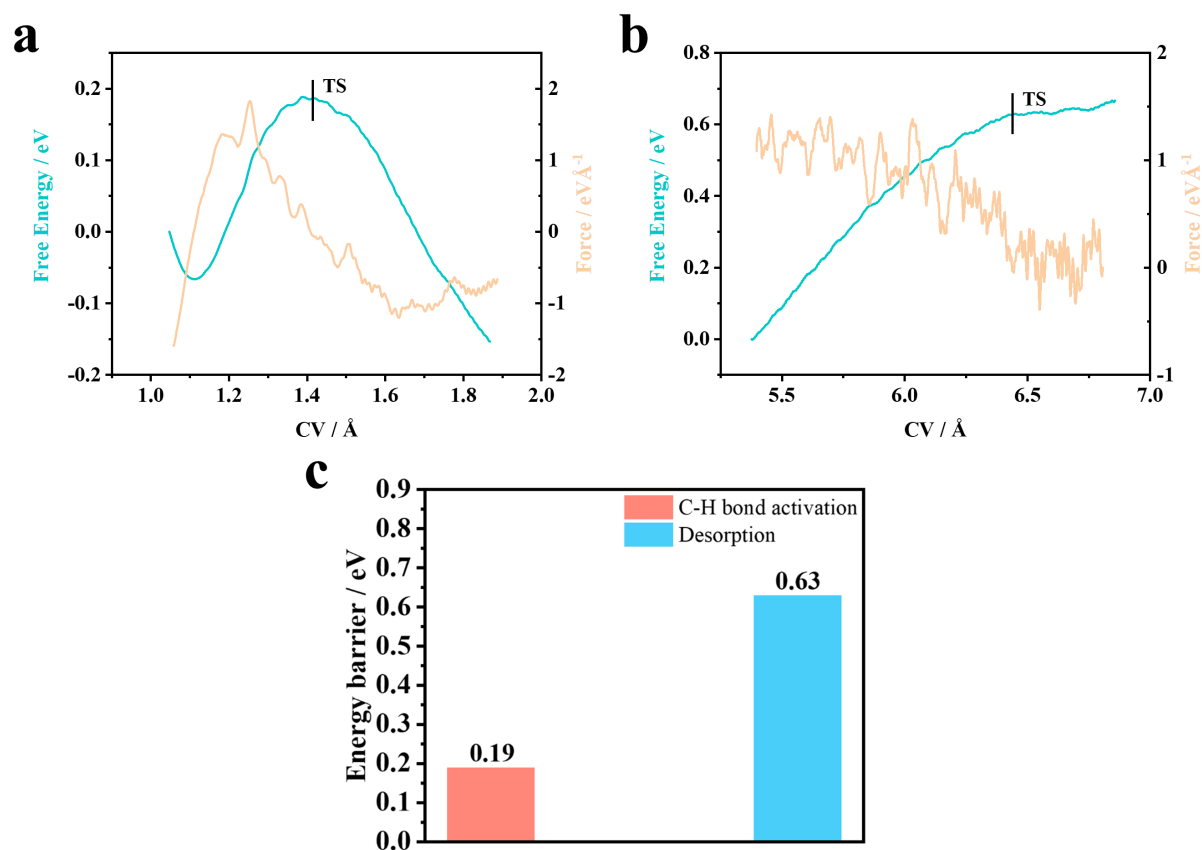 a
b
0.2
0.1
0.0
-0.1
-0.2
Free Energy / eV
TS
2
1
0
-1
-2
Force / eVÅ-1
1.0 1.2 1.4 1.6 1.8 2.0
CV / Å
0.8
0.6
0.4
0.2
0.0
Free Energy / eV
TS
2
1
0
-1
Force / eVÅ-1
5.5 6.0 6.5 7.0
CV / Å
c
0.9
0.8
0.7
0.6
0.5
0.4
0.3
0.2
0.1
0.0
Energy barrier / eV
C-H bond activation
Desorption
0.19
0.63